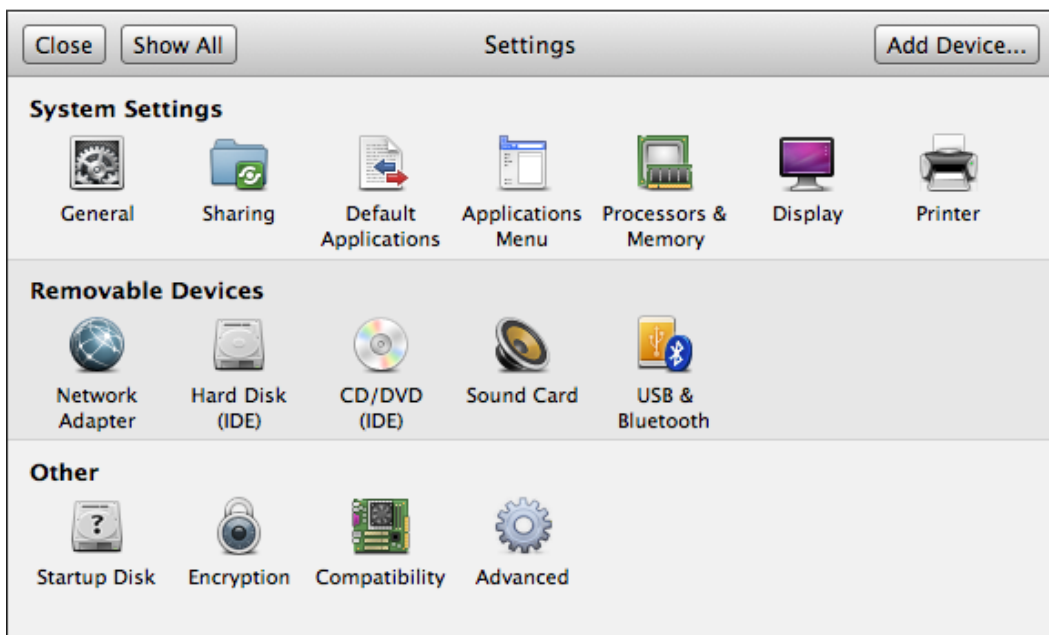 Close Show All Settings Add Device...
System Settings
General Sharing Default Applications Applications Menu Processors & Memory Display Printer
Removable Devices
Network Adapter Hard Disk (IDE) CD/DVD (IDE) Sound Card USB & Bluetooth
Other
?
Startup Disk Encryption Compatibility Advanced